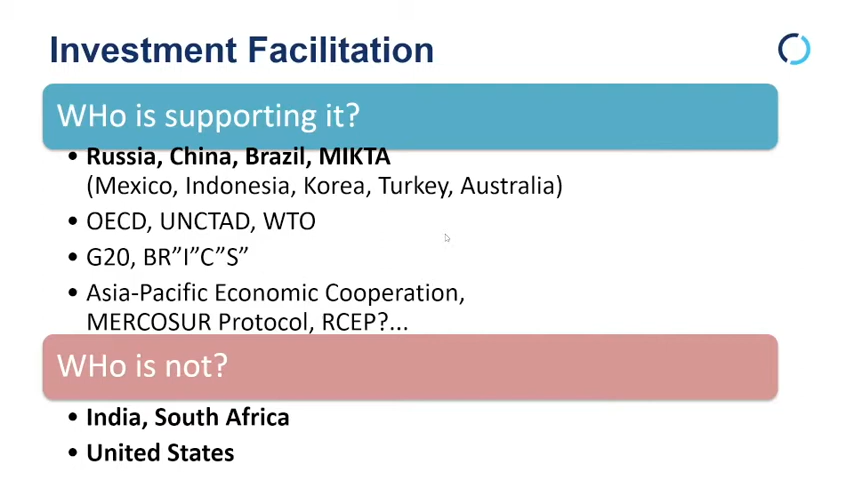 Investment Facilitation
WHo is supporting it?
• Russia, China, Brazil, MIKTA
(Mexico, Indonesia, Korea, Turkey, Australia)
• OECD, UNCTAD, WTO
• G20, BR”I”C”S”
• Asia-Pacific Economic Cooperation,
MERCOSUR Protocol, RCEP?...
WHo is not?
• India, South Africa
• United States